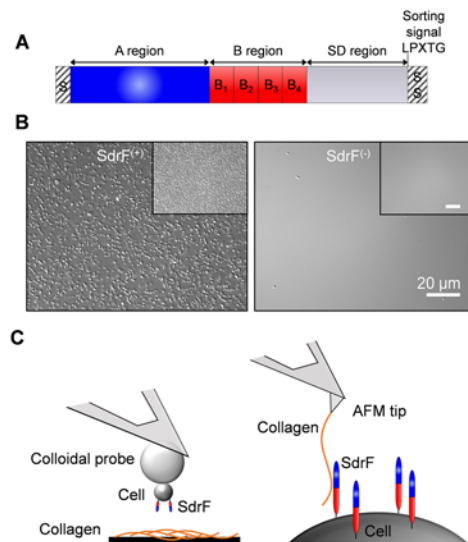 Sorting
signal
LPXTG
A
A region
B region
SD region
S
B1
B2
B3
B4
S
S
B
SdrF(+)
SdrF(-)
20 µm
C
AFM tip
Collagen
Colloidal
probe
SdrF
Cell
SdrF
Collagen
Cell